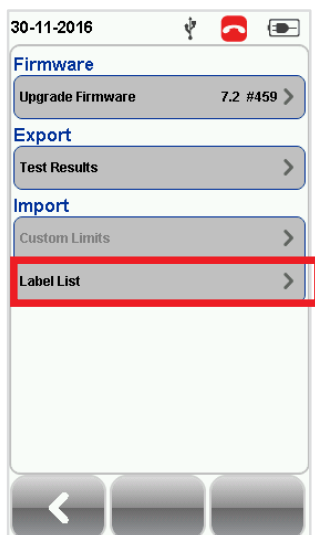 30-11-2016
Firmware
Upgrade Firmware 7.2 #459
Export
Test Results
Import
Custom Limits
Label List